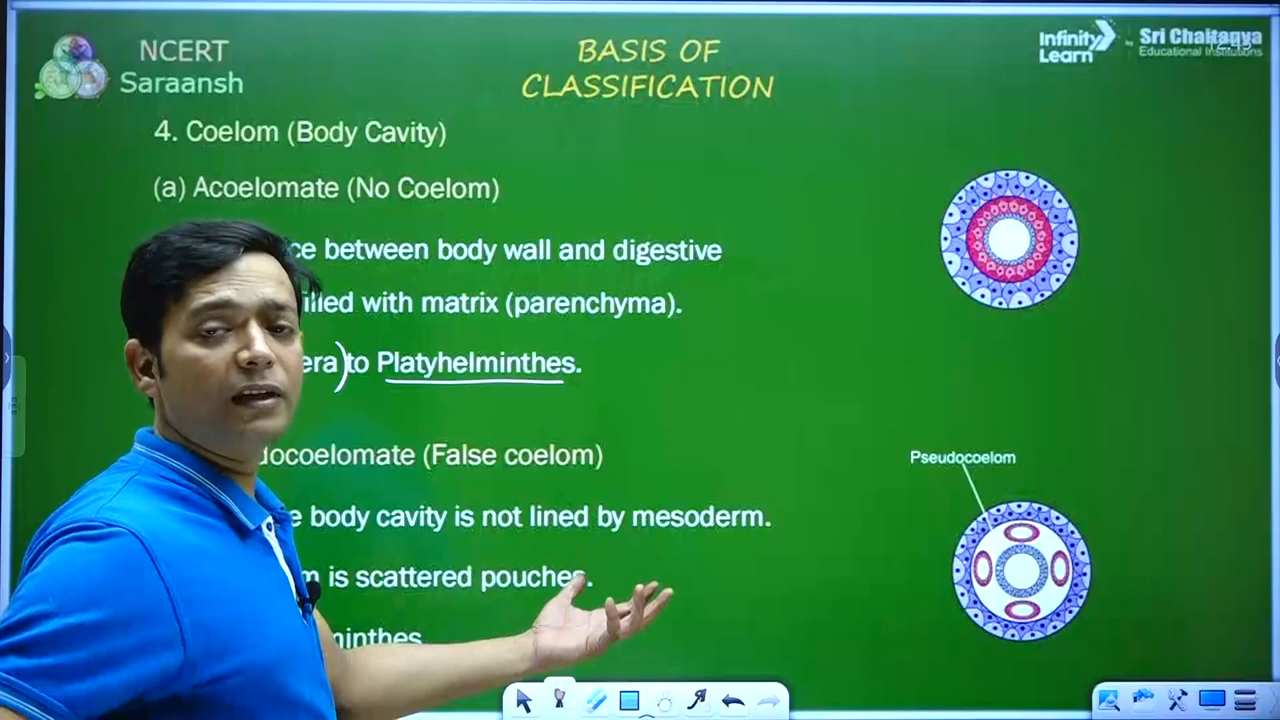 NCERT
Saraansh
BASIS OF
CLASSIFICATION
Infinity
Learn
by
Sri Chaitanya
Educational Institutions
4. Coelom (Body Cavity)
(a) Acoelomate (No Coelom)
ce between body wall and digestive
illed with matrix (parenchyma).
era) to Platyhelminthes.
Pseudocoelom
docoelomate (False coelom)
e body cavity is not lined by mesoderm.
m is scattered pouches.
minthes.